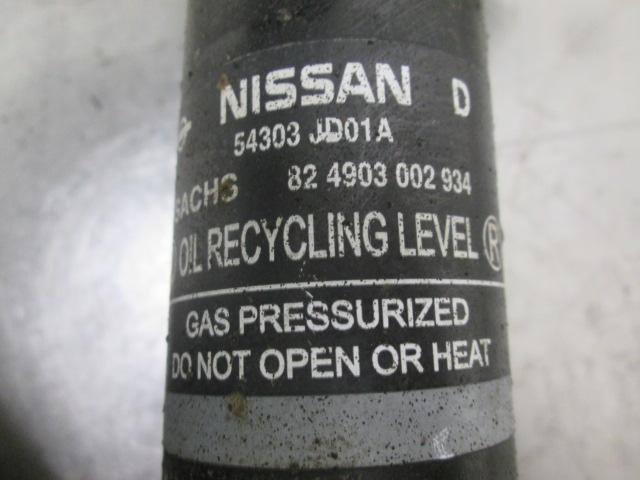 NISSAN D
54303 JD01A
SACHS 82 4903 002 934
OIL RECYCLING LEVEL ®
GAS PRESSURIZED
DO NOT OPEN OR HEAT